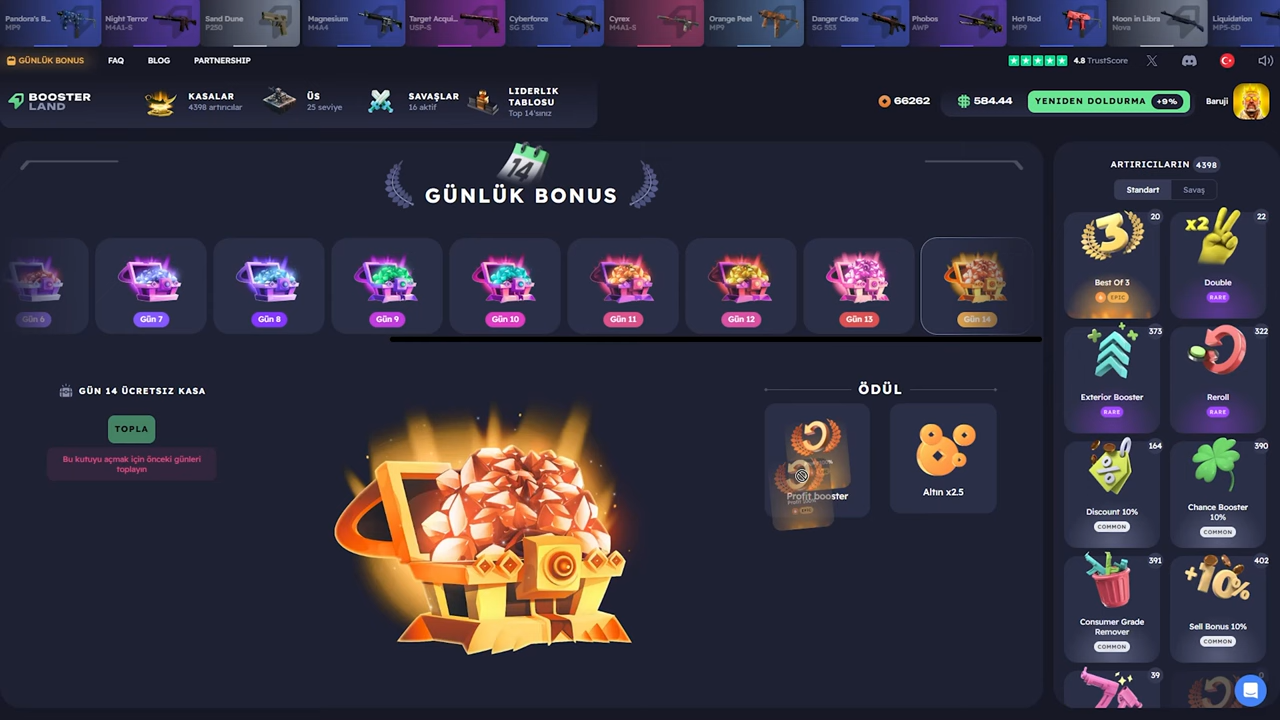 Pandora's B...
MP9
Night Terror
M4A1-S
Sand Dune
P250
Magnesium
M4A4
Target Acqui...
USP-S
Cyberforce
SG 553
Cyrex
M4A1-S
Orange Peel
MP9
Danger Close
SG 553
Phobos
AWP
Hot Rod
MP9
Moon in Libra
Nova
Liquidation
MP5-SD
GÜNLÜK BONUS
FAQ
BLOG
PARTNERSHIP
4.8 TrustScore
BOOSTER
LAND
KASALAR
4398 artırıcılar
ÜS
25 seviye
SAVAŞLAR
16 aktif
LIDERLIK
TABLOSU
Top 14'sınız
66262
584.44
YENIDEN DOLDURMA +9%
Baruji
14
GÜNLÜK BONUS
Gün 6
Gün 7
Gün 8
Gün 9
Gün 10
Gün 11
Gün 12
Gün 13
Gün 14
GÜN 14 ÜCRETSIZ KASA
TOPLA
Bu kutuyu açmak için önceki günleri
toplayın
ÖDÜL
Profit booster
Altın x2.5
ARTIRICILARIN 4398
Standart
Savaş
20
3
Best Of 3
EPIC
22
x2
Double
RARE
373
Exterior Booster
RARE
322
Reroll
RARE
164
%
Discount 10%
COMMON
390
Chance Booster
10%
COMMON
391
Consumer Grade
Remover
COMMON
402
+10%
Sell Bonus 10%
COMMON
39